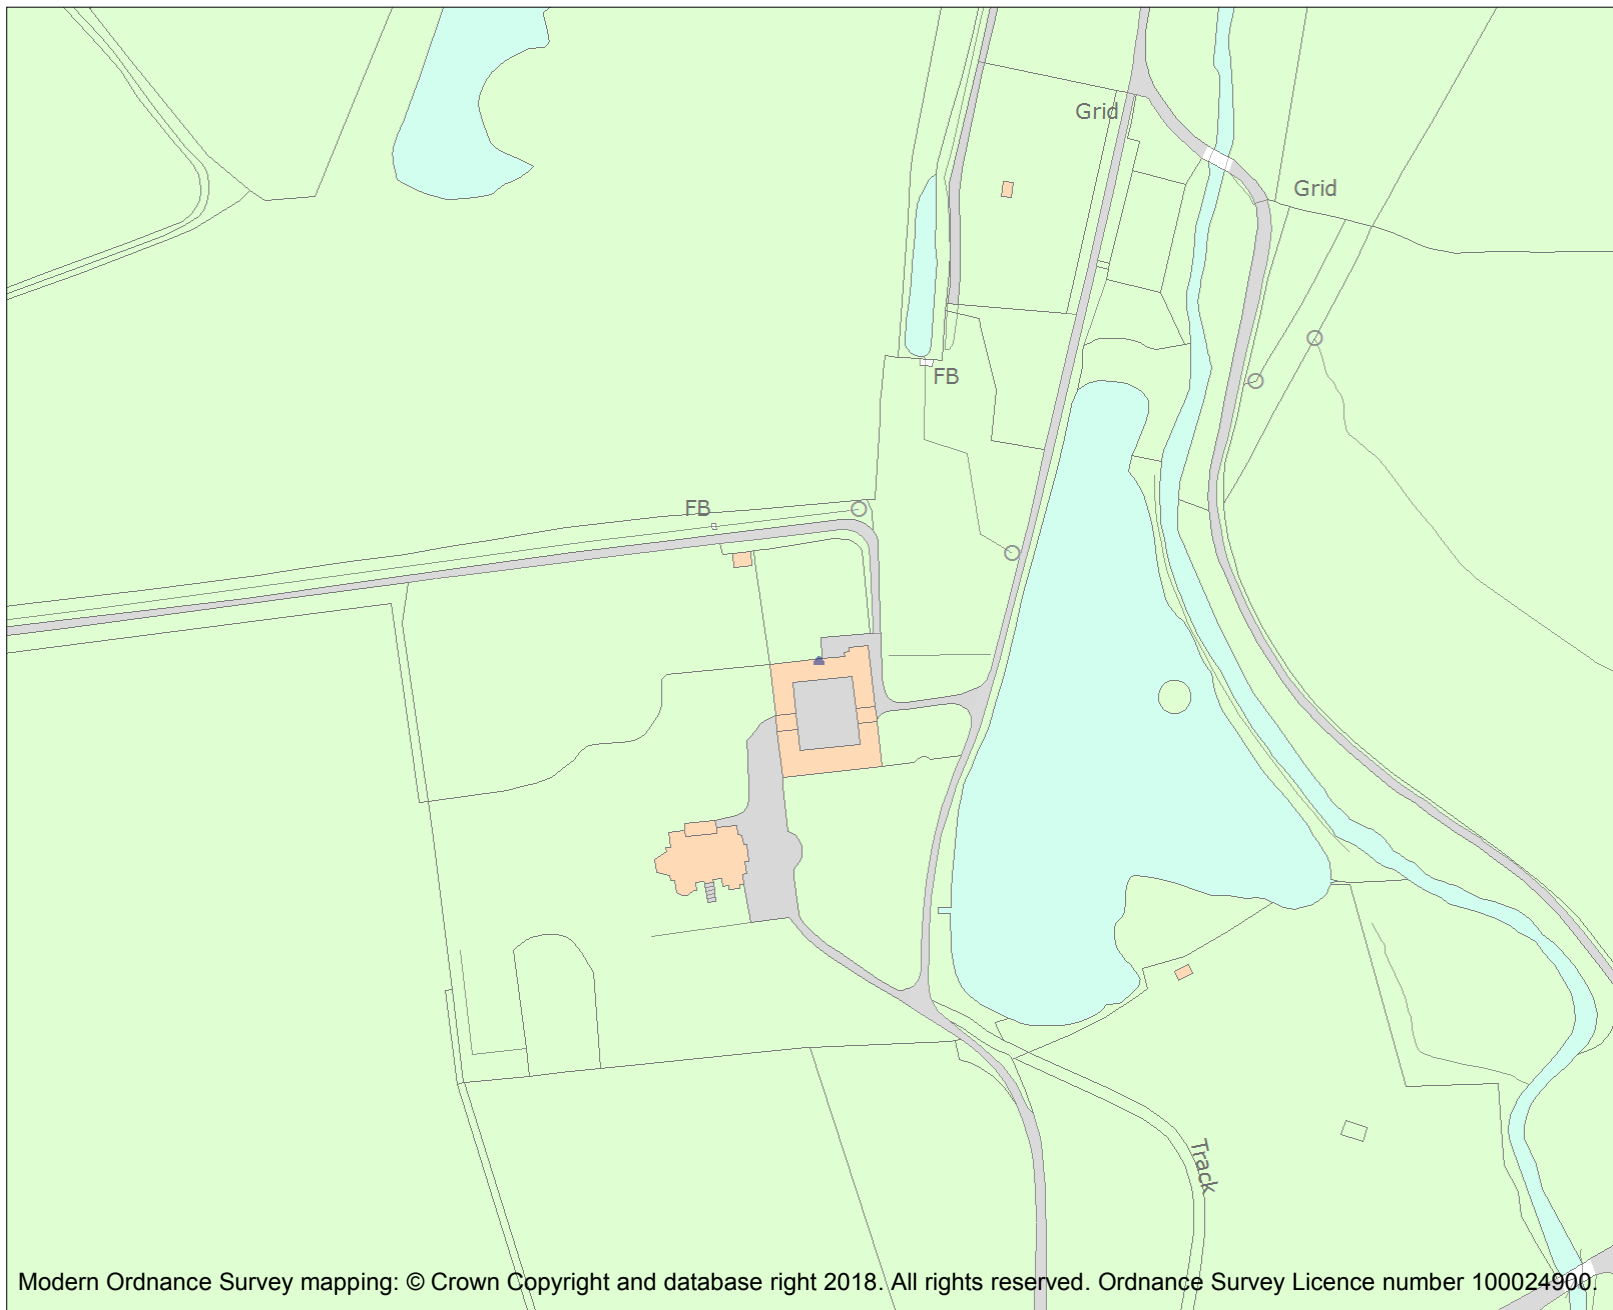 Grid
Grid
FB
FB
Track
Modern Ordnance Survey mapping: © Crown Copyright and database right 2018. All rights reserved. Ordnance Survey Licence number 100024900.